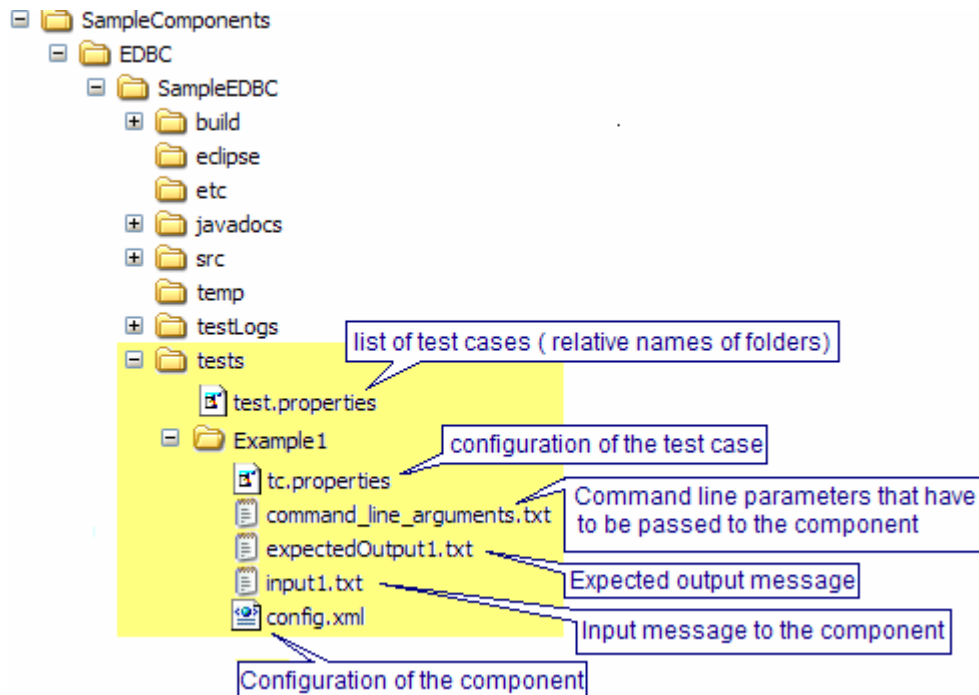 SampleComponents
EDBC
SampleEDBC
build
eclipse
etc
javadocs
src
temp
testLogs
list of test cases ( relative names of folders)
tests
test.properties
Example1
configuration of the test case
tc.properties
Command line parameters that have
to be passed to the component
command_line_arguments.txt
expectedOutput1.txt
Expected output message
input1.txt
Input message to the component
config.xml
Configuration of the component